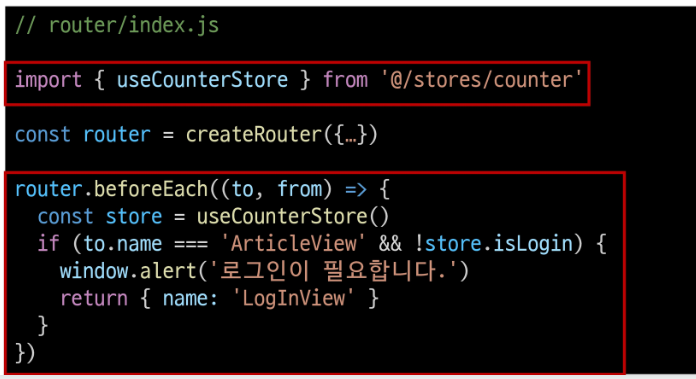 // router/index.js
import { useCounterStore } from '@/stores/counter'
const router = createRouter({…})
router.beforeEach((to, from) => {
  const store = useCounterStore()
  if (to.name === 'ArticleView' && !store.isLogin) {
    window.alert('로그인이 필요합니다.')
    return { name: 'LogInView' }
  }
})